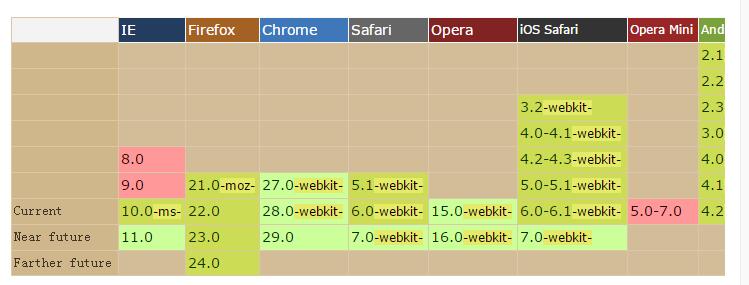 IE Firefox Chrome Safari Opera iOS Safari Opera Mini And
2.1
2.2
3.2-webkit- 2.3
4.0-4.1-webkit- 3.0
8.0 4.2-4.3-webkit- 4.0
9.0 21.0-moz- 27.0-webkit- 5.1-webkit- 5.0-5.1-webkit- 4.1
Current 10.0-ms- 22.0 28.0-webkit- 6.0-webkit- 15.0-webkit- 6.0-6.1-webkit- 5.0-7.0 4.2
Near future 11.0 23.0 29.0 7.0-webkit- 16.0-webkit- 7.0-webkit-
Farther future 24.0